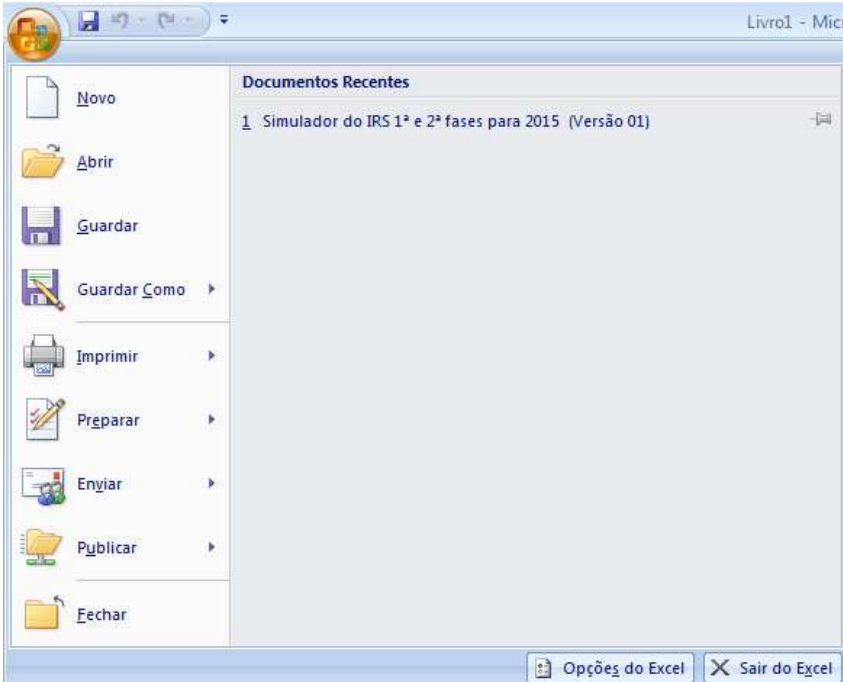 Livro1 - Mic
Novo
Abrir
Guardar
Guardar Como
Imprimir
Preparar
Enviar
Publicar
Fechar
Documentos Recentes
1 Simulador do IRS 1ª e 2ª fases para 2015 (Versão 01)
Opções do Excel
Sair do Excel